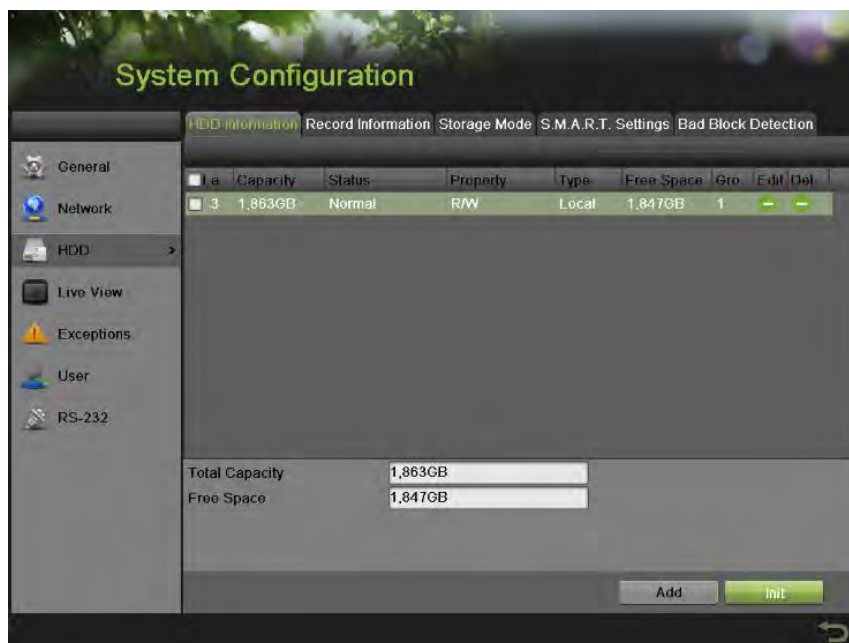 System Configuration
HDD Information Record Information Storage Mode S.M.A.R.T. Settings Bad Block Detection
General
Network
HDD
Live View
Exceptions
User
RS-232
La Capacity Status Property Type Free Space Gro. Edit Del.
3 1,863GB Normal R/W Local 1,847GB 1
Total Capacity 1,863GB
Free Space 1,847GB
Add Init